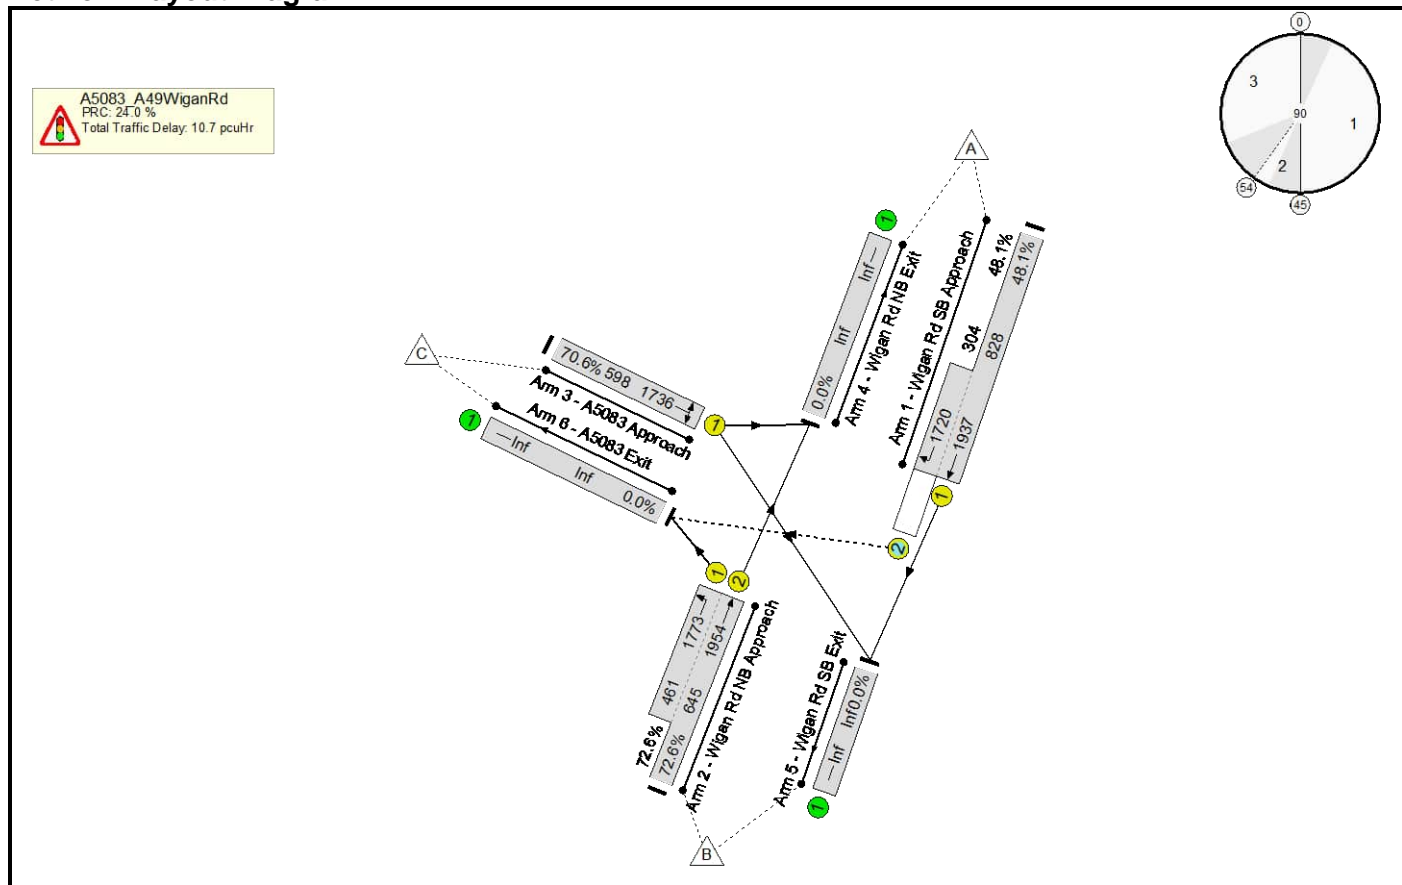 A5083_A49WiganRd
PRC: 24.0 %
Total Traffic Delay: 10.7 pcuHr
0
3
90
1
2
54
45
A
1
Inf
Inf
0.0%
Arm 4 - Wigan Rd NB Exit
Arm 1 - Wigan Rd SB Approach
48.1%
48.1%
304
828
1720
1937
1
2
C
70.6% 598 1736
1
Arm 3 - A5083 Approach
Arm 6 - A5083 Exit
1
Inf
Inf
0.0%
1
2
1773
1954
461
645
72.6%
72.6%
Arm 2 - Wigan Rd NB Approach
B
Arm 5 - Wigan Rd SB Exit
Inf
Inf
0.0%
1